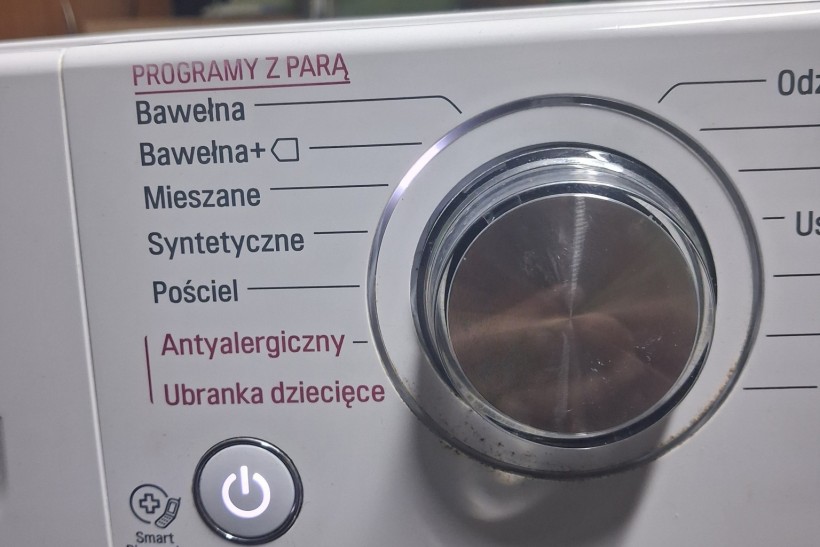 PROGRAMY Z PARĄ
Bawełna
Bawełna+
Mieszane
Syntetyczne
Pościel
Antyalergiczny
Ubranka dziecięce
Smart